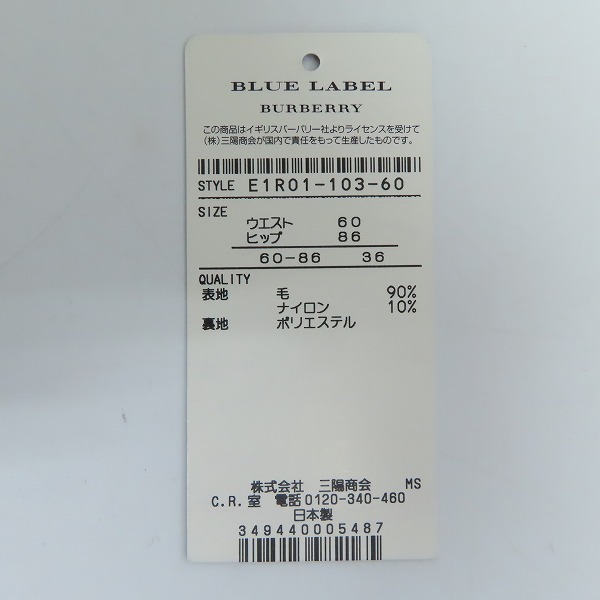 BLUE LABEL
BURBERRY
この商品はイギリスバーバリー社よりライセンスを受けて
(株)三陽商会が国内で責任をもって生産したものです。
STYLE E1R01-103-60
SIZE
ウエスト 60
ヒップ 86
60-86 36
QUALITY
表地 毛 90%
ナイロン 10%
裏地 ポリエステル
株式会社 三陽商会 MS
C.R.室 電話0120-340-460
日本製
349440005487